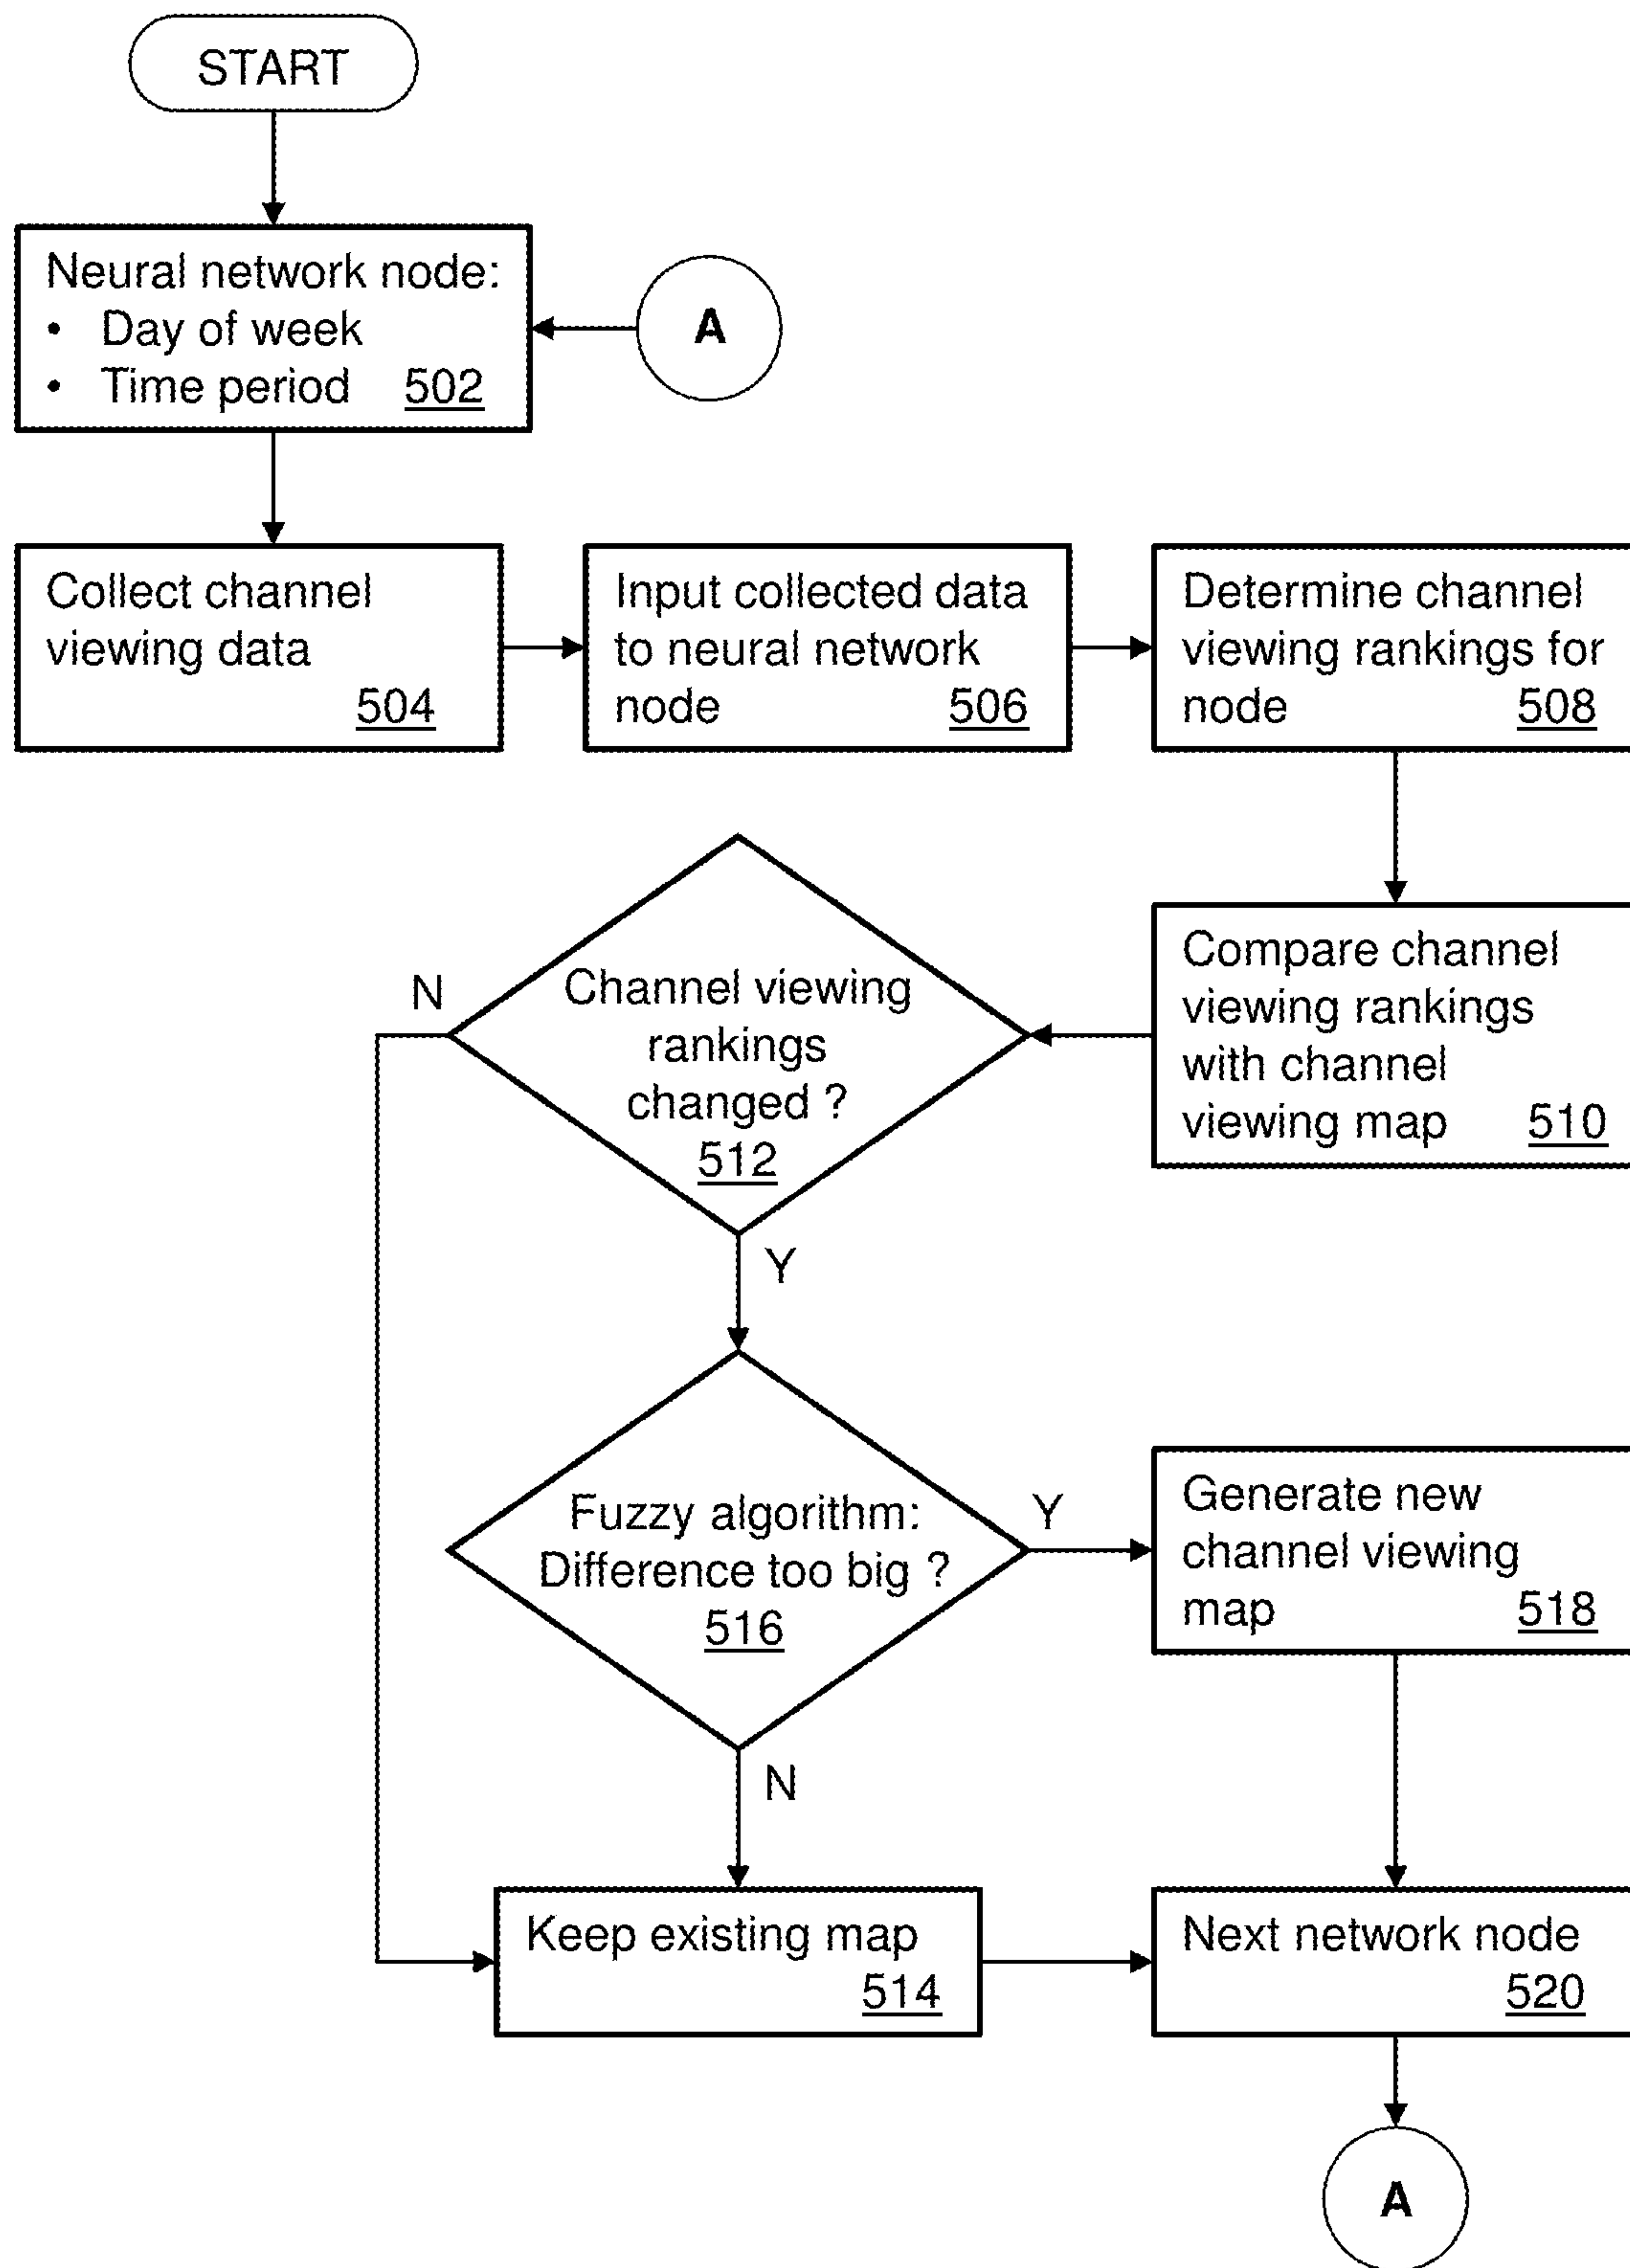 START
Neural network node:
• Day of week
• Time period 502
A
Collect channel
viewing data
504
Input collected data
to neural network
node 506
Determine channel
viewing rankings for
node 508
Compare channel
viewing rankings
with channel
viewing map 510
N
Channel viewing
rankings
changed ?
512
Y
Fuzzy algorithm:
Difference too big ?
516
Y
Generate new
channel viewing
map 518
N
Keep existing map
514
Next network node
520
A